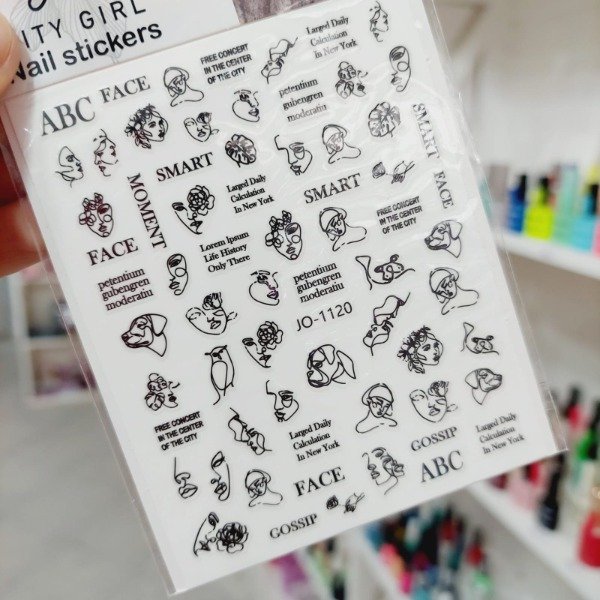 ITY GIRL
Nail stickers
ABC
FACE
FREE CONCERT
IN THE CENTER
OF THE CITY
Larged Daily
Calculation
In New York
petentium
gubengren
moderatiu
SMART
SMART
FACE
MOMENT
FACE
Larged Daily
Calculation
In New York
SMART
FREE CONCERT
IN THE CENTER
OF THE CITY
Lorem Ipsum
Life History
Only There
petentium
gubengren
moderatiu
petentium
gubengren
moderatiu
JO-1120
FREE CONCERT
IN THE CENTER
OF THE CITY
Larged Daily
Calculation
In New York
GOSSIP
Larged Daily
Calculation
In New York
FACE
ABC
GOSSIP